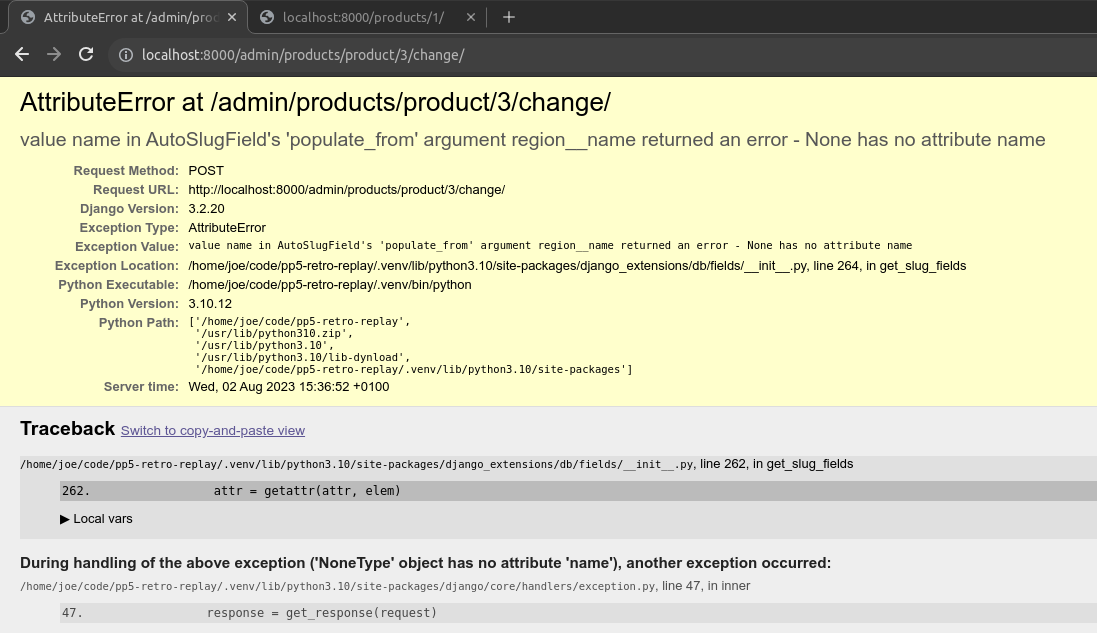 AttributeError at /admin/prod
localhost:8000/products/1/
localhost:8000/admin/products/product/3/change/
AttributeError at /admin/products/product/3/change/
value name in AutoSlugField's 'populate_from' argument region__name returned an error - None has no attribute name
Request Method: POST
Request URL: http://localhost:8000/admin/products/product/3/change/
Django Version: 3.2.20
Exception Type: AttributeError
Exception Value: value name in AutoSlugField's 'populate_from' argument region__name returned an error - None has no attribute name
Exception Location: /home/joe/code/pp5-retro-replay/.venv/lib/python3.10/site-packages/django_extensions/db/fields/__init__.py, line 264, in get_slug_fields
Python Executable: /home/joe/code/pp5-retro-replay/.venv/bin/python
Python Version: 3.10.12
Python Path: ['/home/joe/code/pp5-retro-replay',
'/usr/lib/python310.zip',
'/usr/lib/python3.10',
'/usr/lib/python3.10/lib-dynload',
'/home/joe/code/pp5-retro-replay/.venv/lib/python3.10/site-packages']
Server time: Wed, 02 Aug 2023 15:36:52 +0100
Traceback Switch to copy-and-paste view
/home/joe/code/pp5-retro-replay/.venv/lib/python3.10/site-packages/django_extensions/db/fields/__init__.py, line 262, in get_slug_fields
262. attr = getattr(attr, elem)
▶ Local vars
During handling of the above exception ('NoneType' object has no attribute 'name'), another exception occurred:
/home/joe/code/pp5-retro-replay/.venv/lib/python3.10/site-packages/django/core/handlers/exception.py, line 47, in inner
47. response = get_response(request)